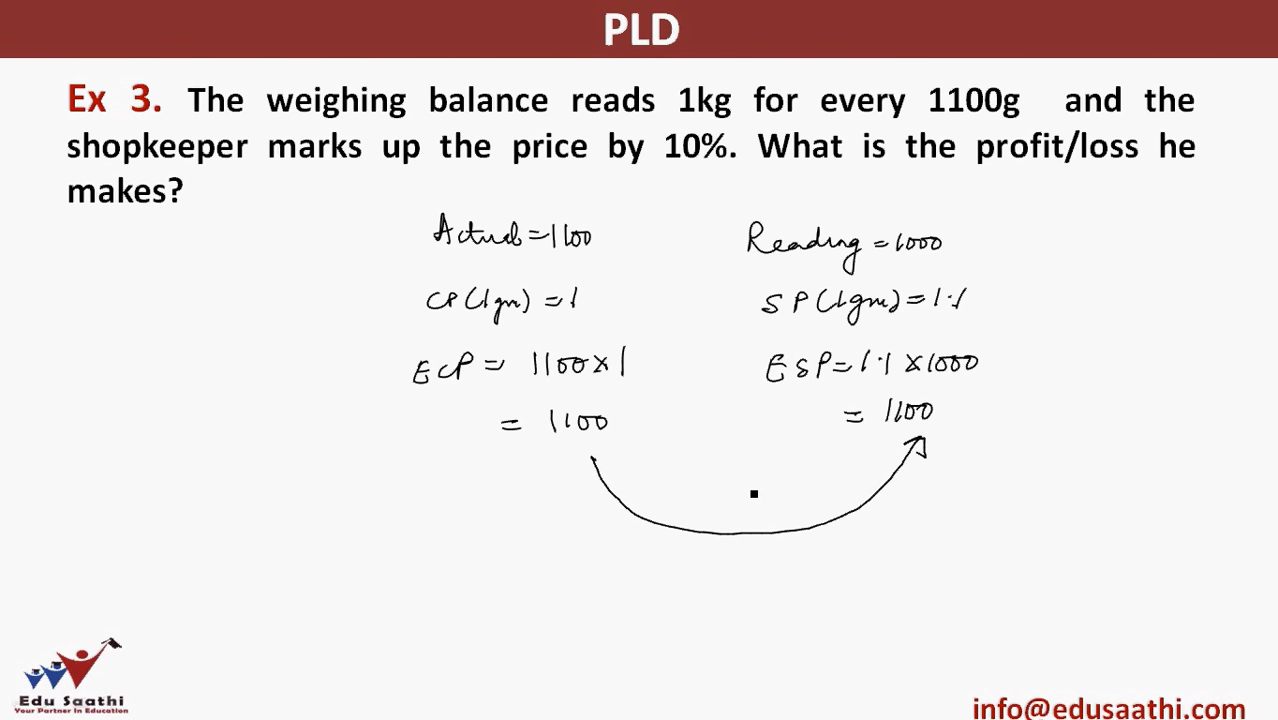 PLD
Ex 3. The weighing balance reads 1kg for every 1100g and the
shopkeeper marks up the price by 10%. What is the profit/loss he
makes?
Actual = 1100
Reading = 1000
CP (1gm) = 1
SP (1gm) = 1.1
ECP = 1100 x 1
ESP = 1.1 x 1000
= 1100
= 1100
Edu Saathi
Your Partner In Education
info@edusaathi.com